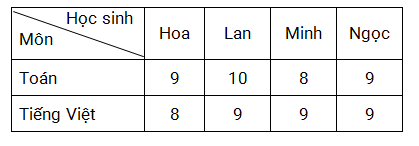 Học sinh
Môn Hoa Lan Minh Ngọc
Toán 9 10 8 9
Tiếng Việt 8 9 9 9